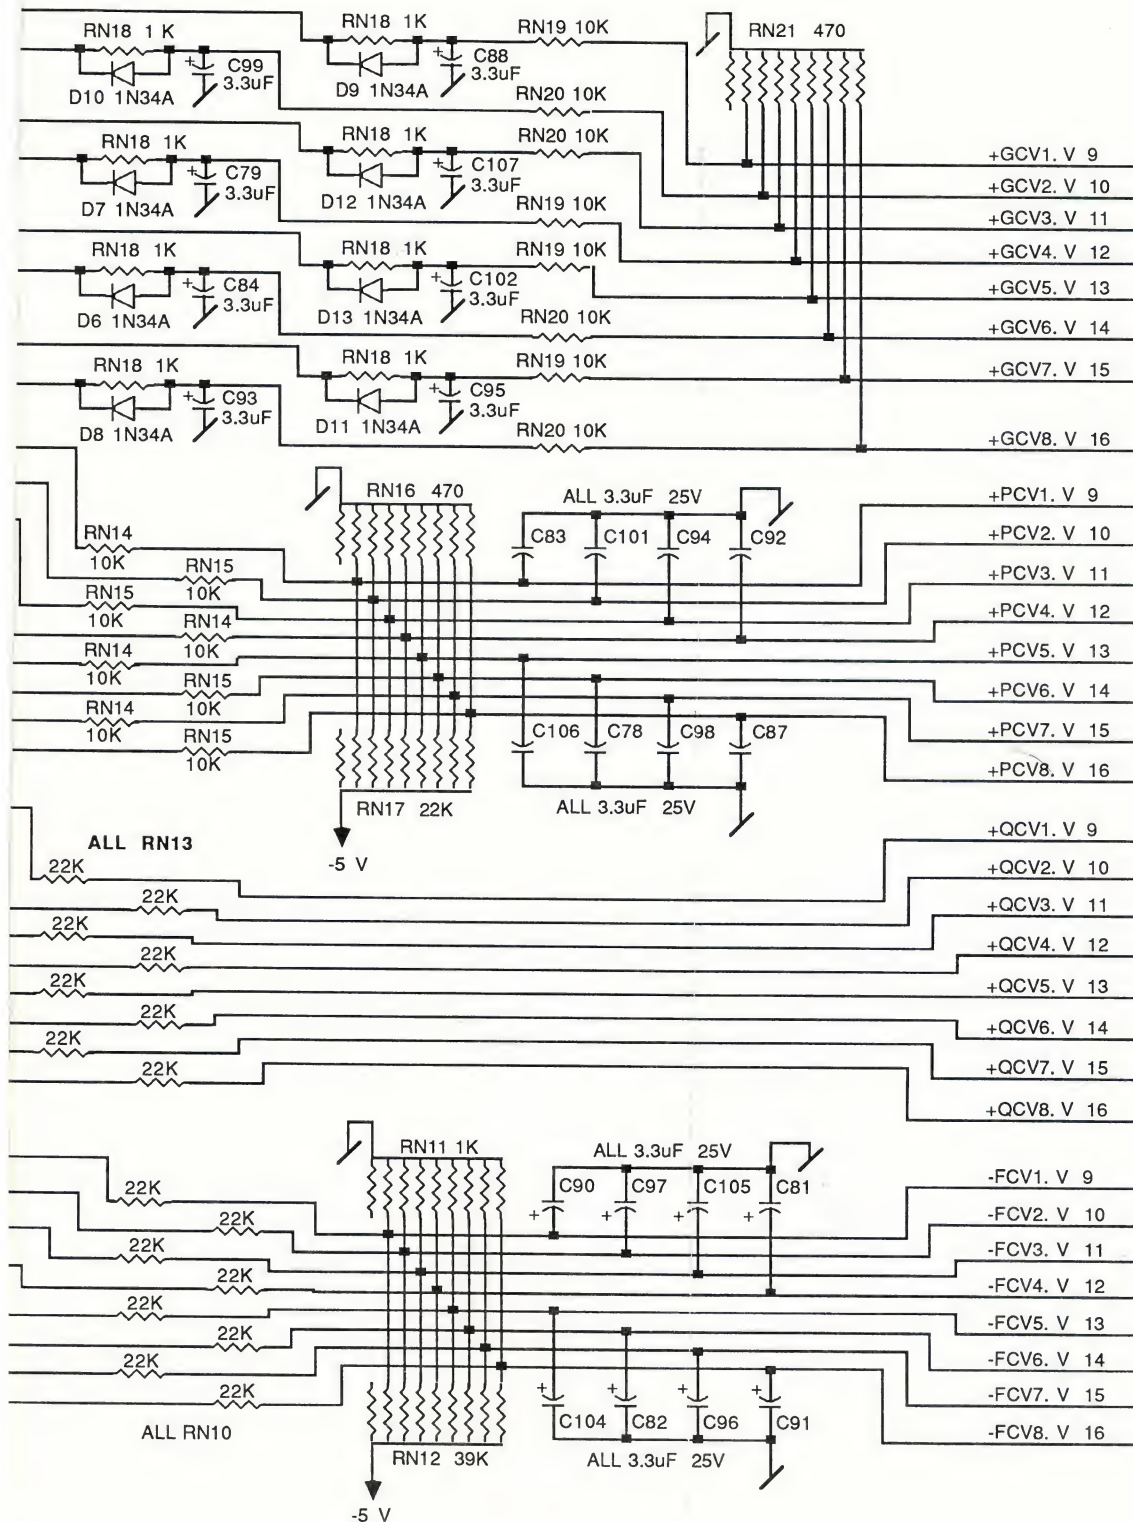 RN18 1 K
RN18 1K
RN19 10K
RN21 470
C99
3.3uF
C88
3.3uF
D10 1N34A
D9 1N34A
RN20 10K
RN18 1K
RN18 1K
RN20 10K
+GCV1. V 9
C79
3.3uF
C107
3.3uF
+GCV2. V 10
D7 1N34A
D12 1N34A
RN19 10K
+GCV3. V 11
RN18 1K
RN18 1K
RN19 10K
+GCV4. V 12
C84
3.3uF
C102
3.3uF
+GCV5. V 13
D6 1N34A
D13 1N34A
RN20 10K
+GCV6. V 14
RN18 1K
RN18 1K
RN19 10K
+GCV7. V 15
C93
3.3uF
C95
3.3uF
D8 1N34A
D11 1N34A
RN20 10K
+GCV8. V 16
RN16 470
ALL 3.3uF 25V
+PCV1. V 9
RN14
10K
C83
C101
C94
C92
+PCV2. V 10
RN15
10K
+PCV3. V 11
RN15
10K
+PCV4. V 12
RN14
10K
RN14
10K
+PCV5. V 13
RN15
10K
+PCV6. V 14
RN14
10K
C106
C78
C98
C87
+PCV7. V 15
RN15
10K
+PCV8. V 16
RN17 22K
ALL 3.3uF 25V
-5 V
ALL RN13
+QCV1. V 9
22K
+QCV2. V 10
22K
+QCV3. V 11
22K
+QCV4. V 12
22K
22K
+QCV5. V 13
22K
+QCV6. V 14
22K
+QCV7. V 15
22K
+QCV8. V 16
RN11 1K
ALL 3.3uF 25V
22K
C90
C97
C105
C81
-FCV1. V 9
22K
-FCV2. V 10
22K
-FCV3. V 11
22K
-FCV4. V 12
22K
-FCV5. V 13
22K
-FCV6. V 14
22K
-FCV7. V 15
22K
C104
C82
C96
C91
-FCV8. V 16
ALL RN10
RN12 39K
ALL 3.3uF 25V
-5 V